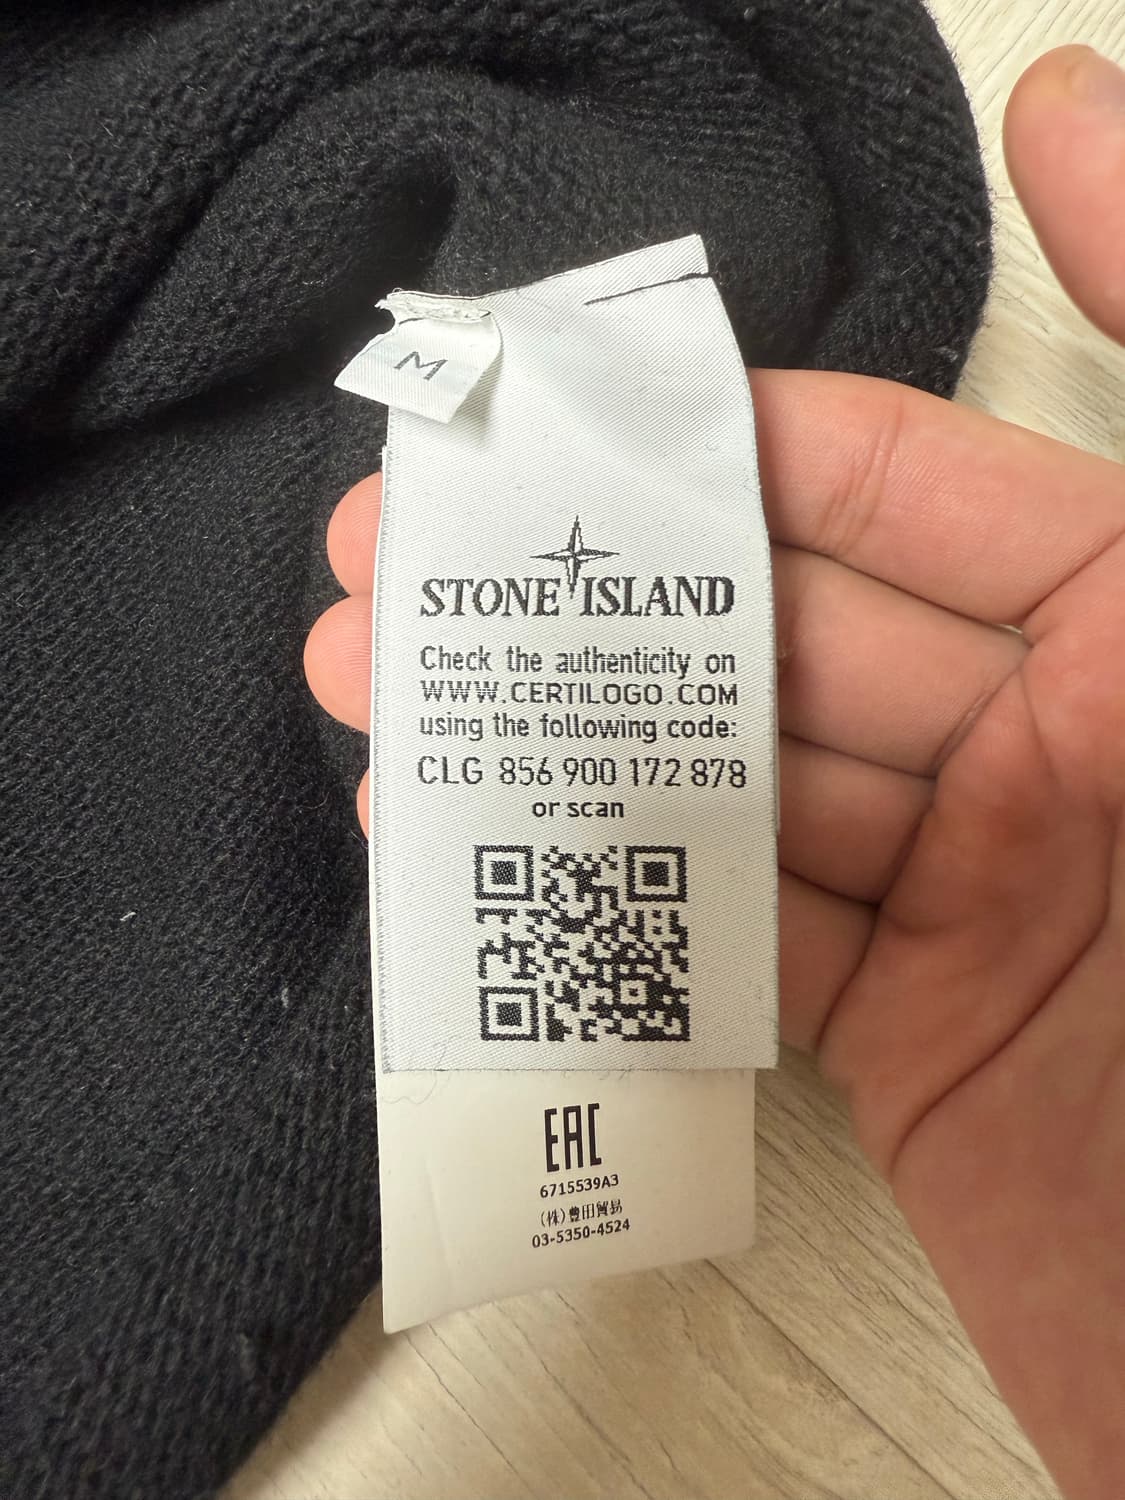 M
STONE ISLAND
Check the authenticity on
WWW.CERTILOGO.COM
using the following code:
CLG 856 900 172 878
or scan
EAC
6715539A3
(株)豊田貿易
03-5350-4524